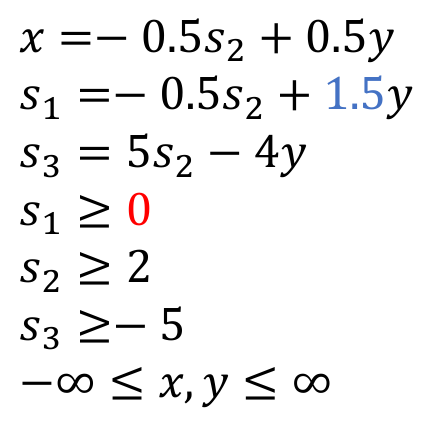 x =− 0.5s₂ + 0.5y
s₁ =− 0.5s₂ + 1.5y
s₃ = 5s₂ − 4y
s₁ ≥ 0
s₂ ≥ 2
s₃ ≥− 5
−∞ ≤ x, y ≤ ∞